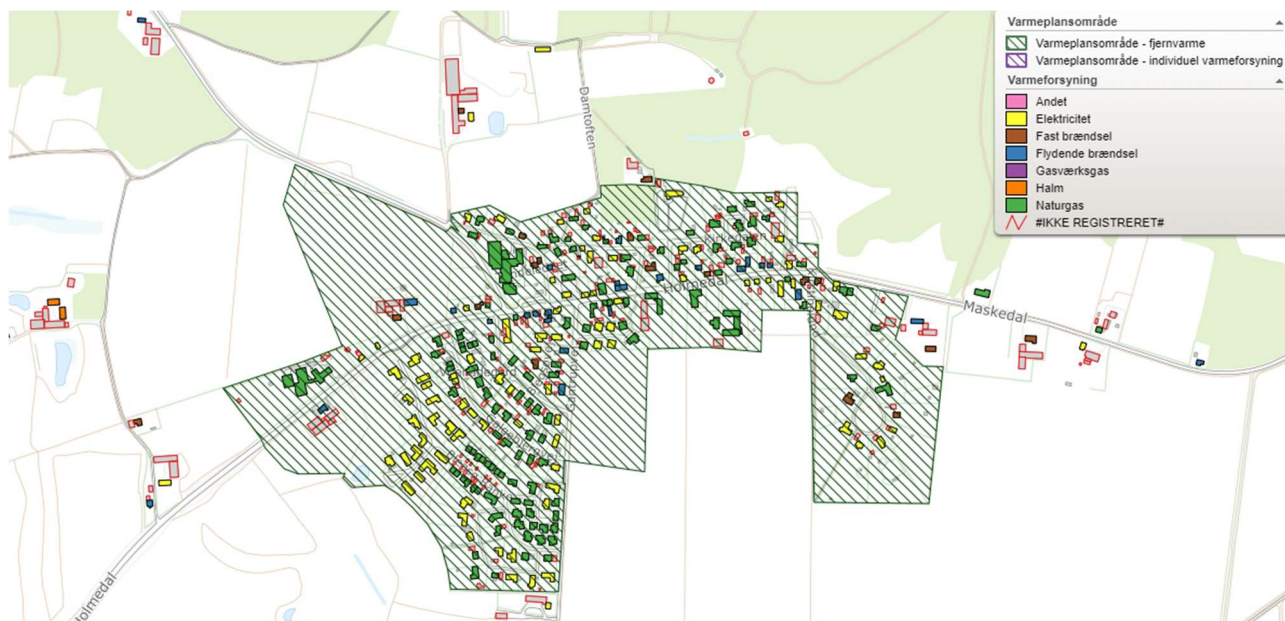 Varmeplansområde
Varmeplansområde - fjernvarme
Varmeplansområde - individuel varmeforsyning
Varmeforsyning
Andet
Elektricitet
Fast brændsel
Flydende brændsel
Gasværksgas
Halm
Naturgas
#IKKE REGISTRERET#
Damtoften
Holmedal
Maskedal
Holmedal